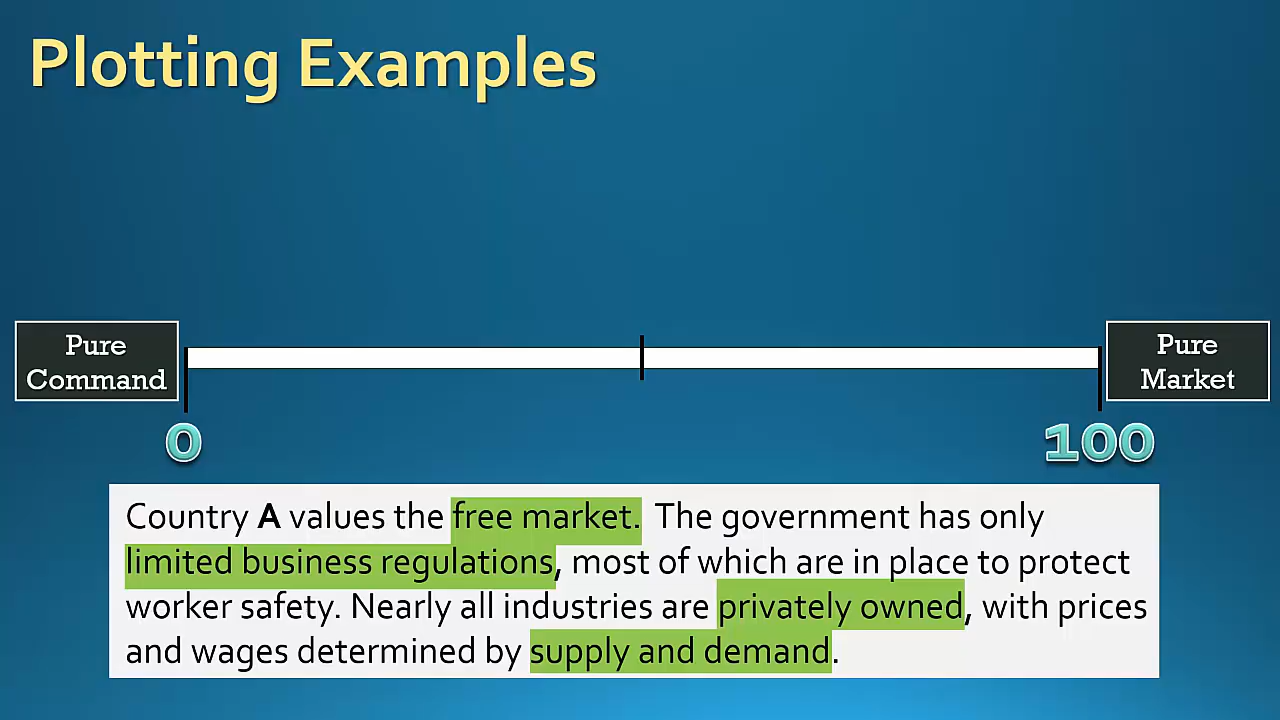 Plotting Examples
Pure
Command
Pure
Market
0
100
Country A values the free market. The government has only
limited business regulations, most of which are in place to protect
worker safety. Nearly all industries are privately owned, with prices
and wages determined by supply and demand.